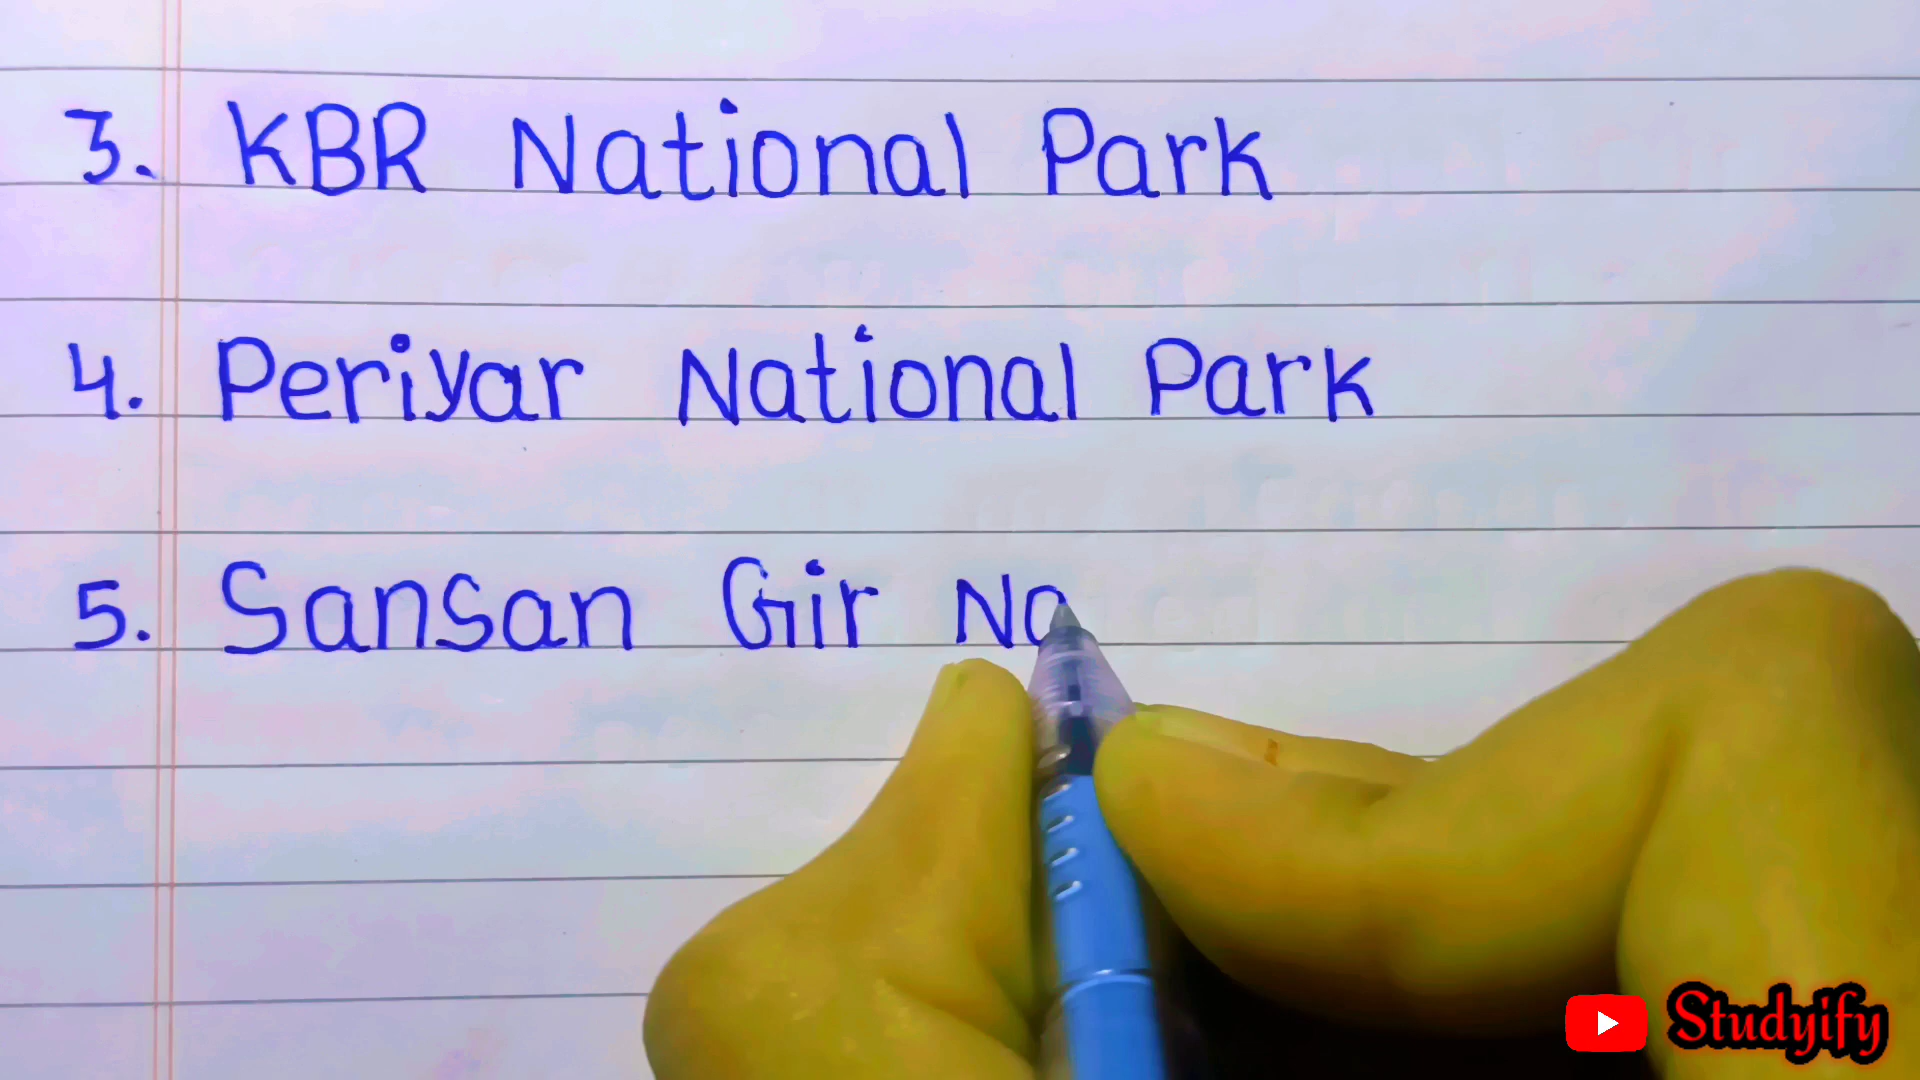 3. KBR National Park
4. Periyar National Park
5. Sansan Gir Na
Studyify